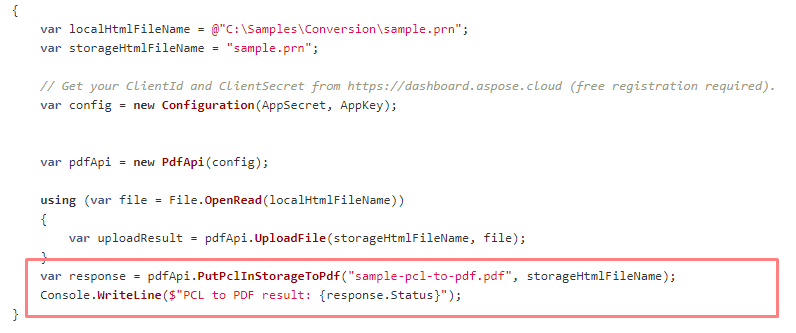 {
var localHtmlFileName = @"C:\Samples\Conversion\sample.prn";
var storageHtmlFileName = "sample.prn";
// Get your ClientId and ClientSecret from https://dashboard.aspose.cloud (free registration required).
var config = new Configuration(AppSecret, AppKey);
var pdfApi = new PdfApi(config);
using (var file = File.OpenRead(localHtmlFileName))
{
var uploadResult = pdfApi.UploadFile(storageHtmlFileName, file);
}
var response = pdfApi.PutPclInStorageToPdf("sample-pcl-to-pdf.pdf", storageHtmlFileName);
Console.WriteLine($"PCL to PDF result: {response.Status}");
}